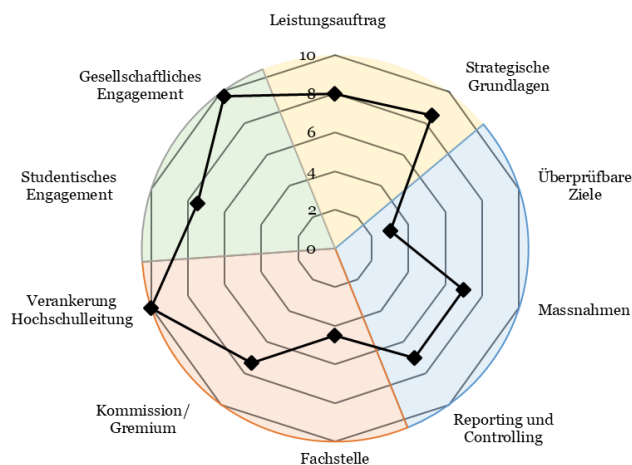 Leistungsauftrag
Strategische
Grundlagen
Überprüfbare
Ziele
Massnahmen
Reporting und
Controlling
Fachstelle
Kommission/
Gremium
Verankerung
Hochschulleitung
Studentisches
Engagement
Gesellschaftliches
Engagement
10
8
6
4
2
0